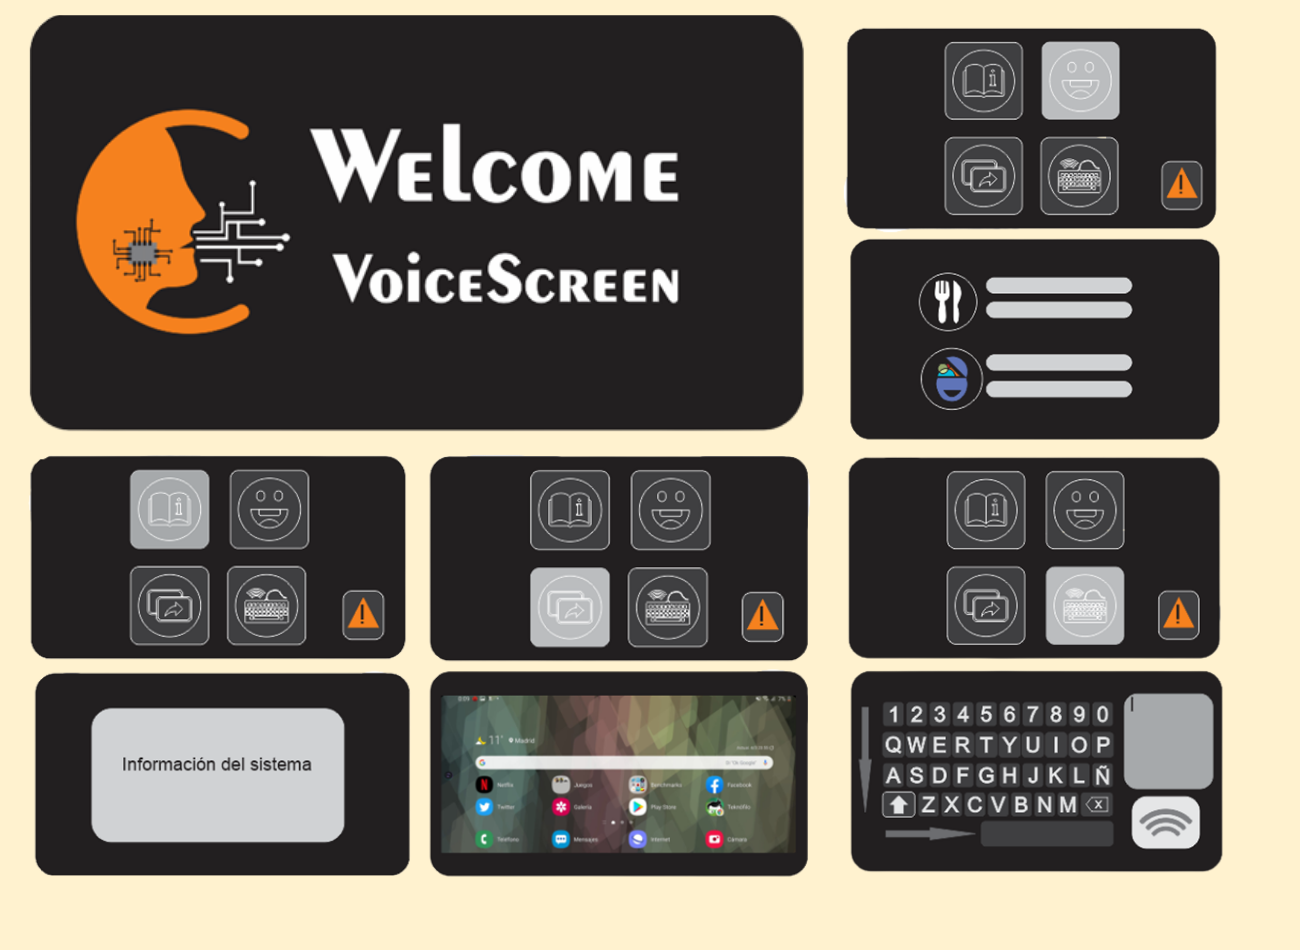 WELCOME
VOICESCREEN
Información del sistema
11°
Madrid
Netflix
Juegos
Facebook
Twitter
Galería
Play Store
Teléfono
Mensajes
Internet
Cámara
1 2 3 4 5 6 7 8 9 0
Q W E R T Y U I O P
A S D F G H J K L Ñ
Z X C V B N M